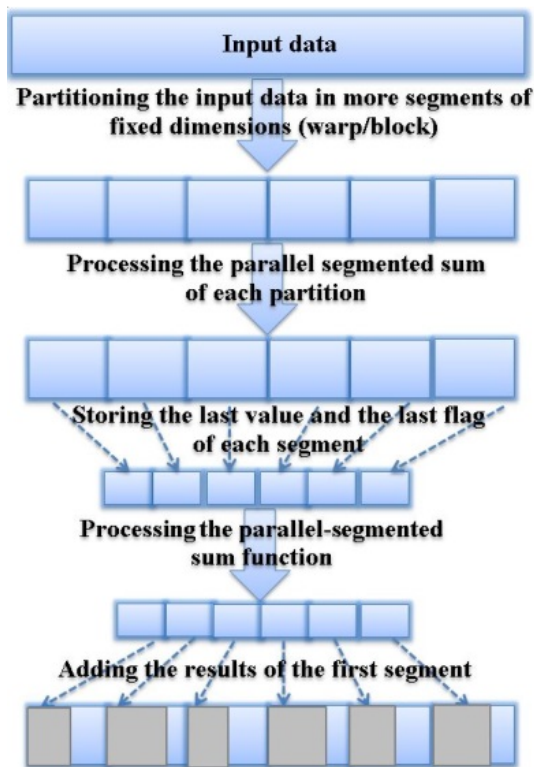 Input data
Partitioning the input data in more segments of
fixed dimensions (warp/block)
Processing the parallel segmented sum
of each partition
Storing the last value and the last flag
of each segment
Processing the parallel-segmented
sum function
Adding the results of the first segment